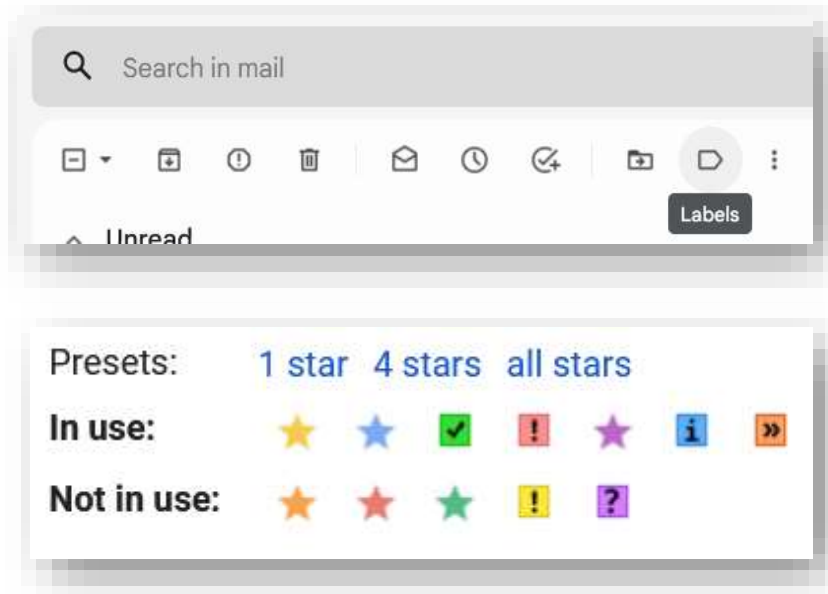 Search in mail
Labels
Unread
Presets: 1 star 4 stars all stars
In use: ! i »
Not in use: ! ?